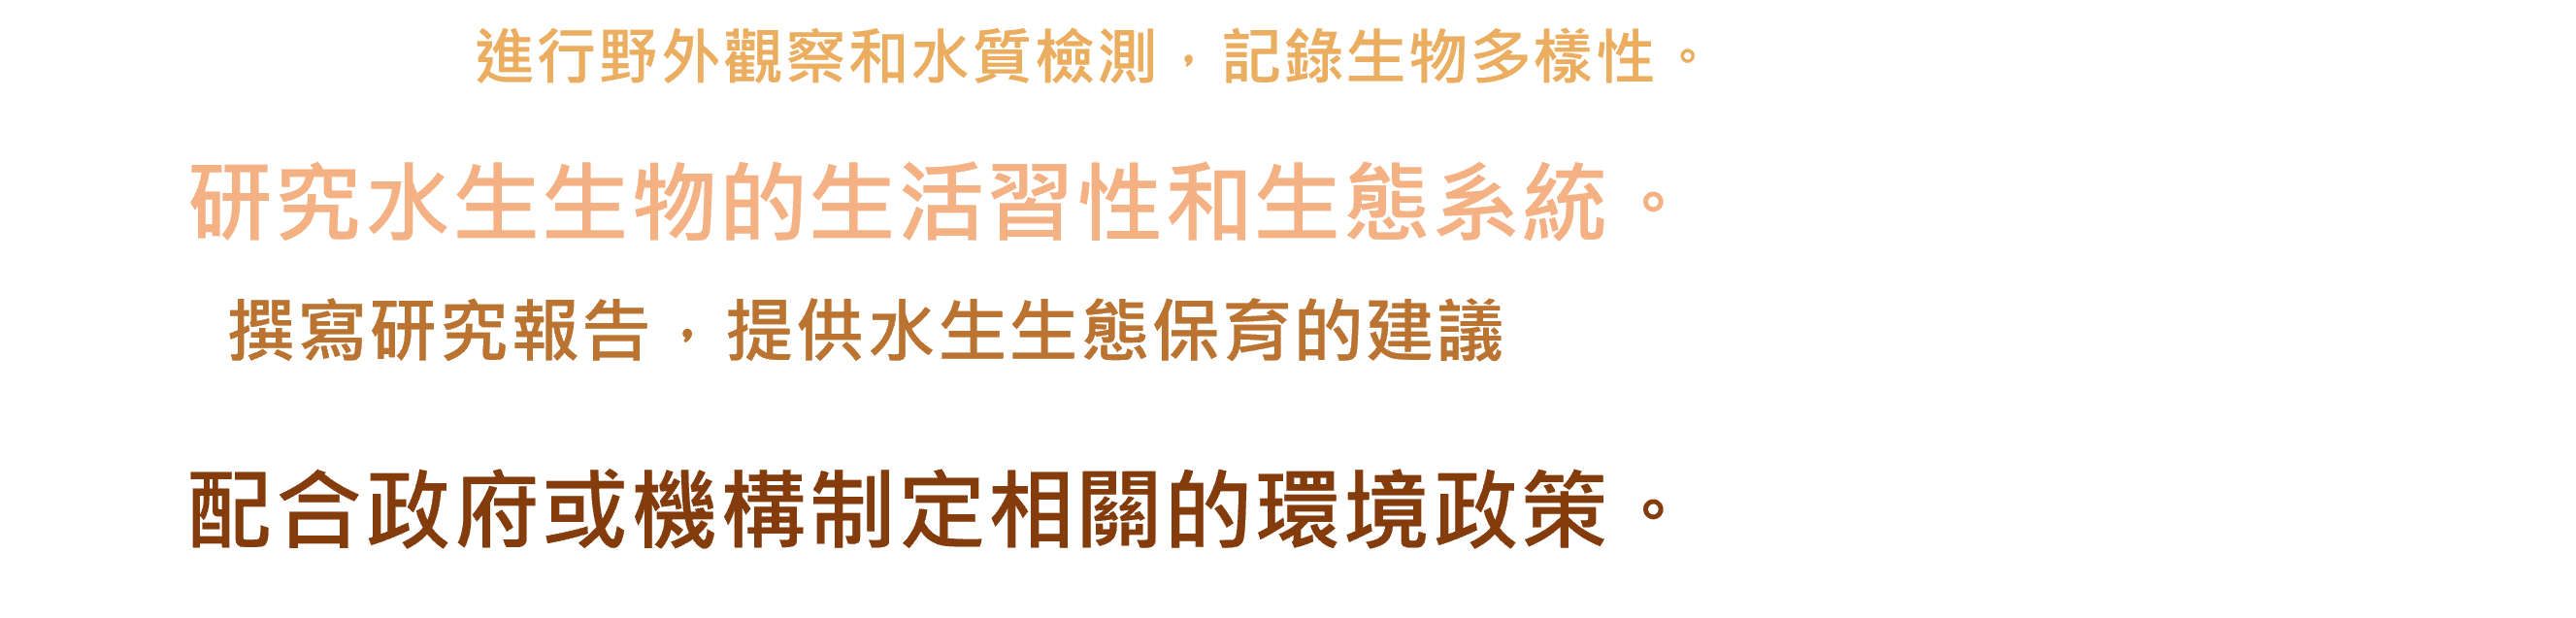 進行野外觀察和水質檢測，記錄生物多樣性。
研究水生生物的生活習性和生態系統。
撰寫研究報告，提供水生生態保育的建議
配合政府或機構制定相關的環境政策。